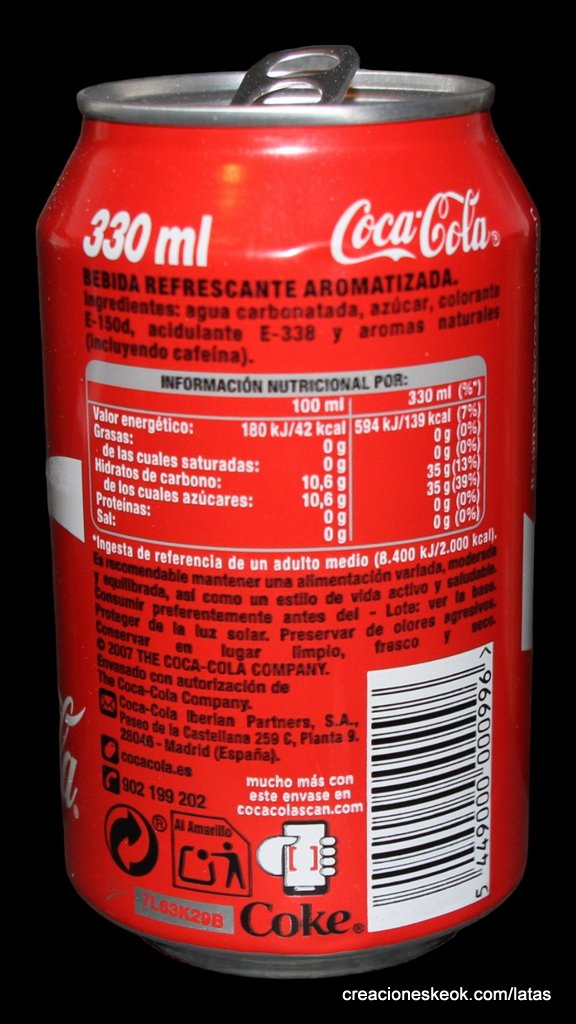 330 ml
Coca-Cola®
BEBIDA REFRESCANTE AROMATIZADA.
Ingredientes: agua carbonatada, azúcar, colorante
E-150d, acidulante E-338 y aromas naturales
(incluyendo cafeína).
INFORMACIÓN NUTRICIONAL POR:
100 ml 330 ml (%*)
Valor energético: 180 kJ/42 kcal 594 kJ/139 kcal (7%)
Grasas: 0 g 0 g (0%)
de las cuales saturadas: 0 g 0 g (0%)
Hidratos de carbono: 10,6 g 35 g (13%)
de los cuales azúcares: 10,6 g 35 g (39%)
Proteínas: 0 g 0 g (0%)
Sal: 0 g 0 g (0%)
*Ingesta de referencia de un adulto medio (8.400 kJ/2.000 kcal).
Es recomendable mantener una alimentación variada, moderada
y equilibrada, así como un estilo de vida activo y saludable.
Consumir preferentemente antes del - Lote: ver la base.
Proteger de la luz solar. Preservar de olores agresivos.
Conservar en lugar limpio, fresco y seco.
© 2007 THE COCA-COLA COMPANY.
Envasado con autorización de
The Coca-Cola Company.
Coca-Cola Iberian Partners, S.A.,
Paseo de la Castellana 259 C, Planta 9.
28046 - Madrid (España).
cocacola.es
902 199 202
mucho más con
este envase en
cocacolascan.com
®
Al Amarillo
7L63K29B
Coke®
5 449000 000996 >
creacioneskeok.com/latas